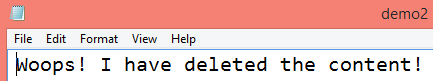 demo2
File Edit Format View Help
Woops! I have deleted the content!